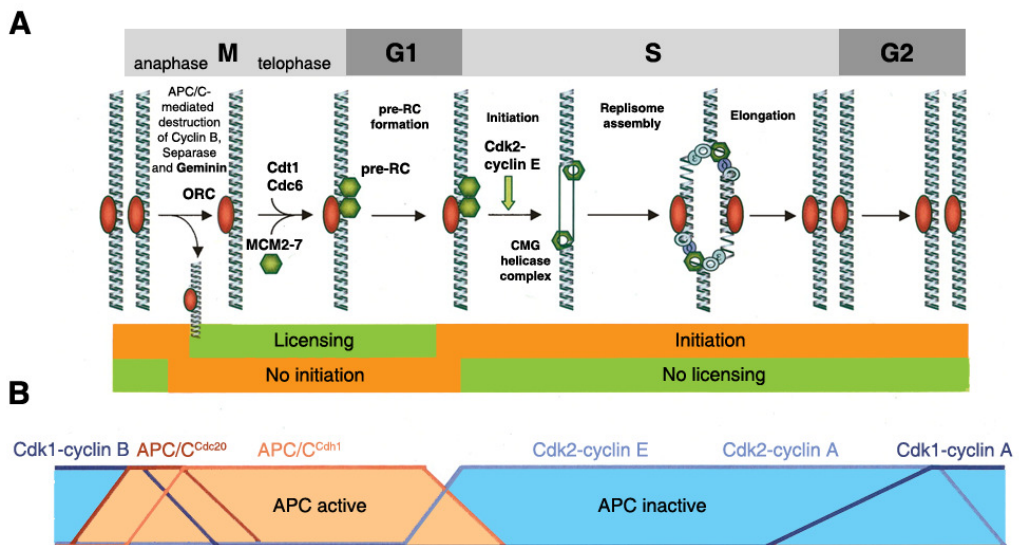 A
M G1 S G2
anaphase telophase
APC/C-
mediated
destruction
of Cyclin B,
Separase
and Geminin
ORC
Cdt1
Cdc6
MCM2-7
pre-RC
formation
pre-RC
Initiation
Cdk2-
cyclin E
CMG
helicase
complex
Replisome
assembly
Elongation
Licensing Initiation
No initiation No licensing
B
Cdk1-cyclin B APC/C^Cdc20 APC/C^Cdh1 Cdk2-cyclin E Cdk2-cyclin A Cdk1-cyclin A
APC active APC inactive